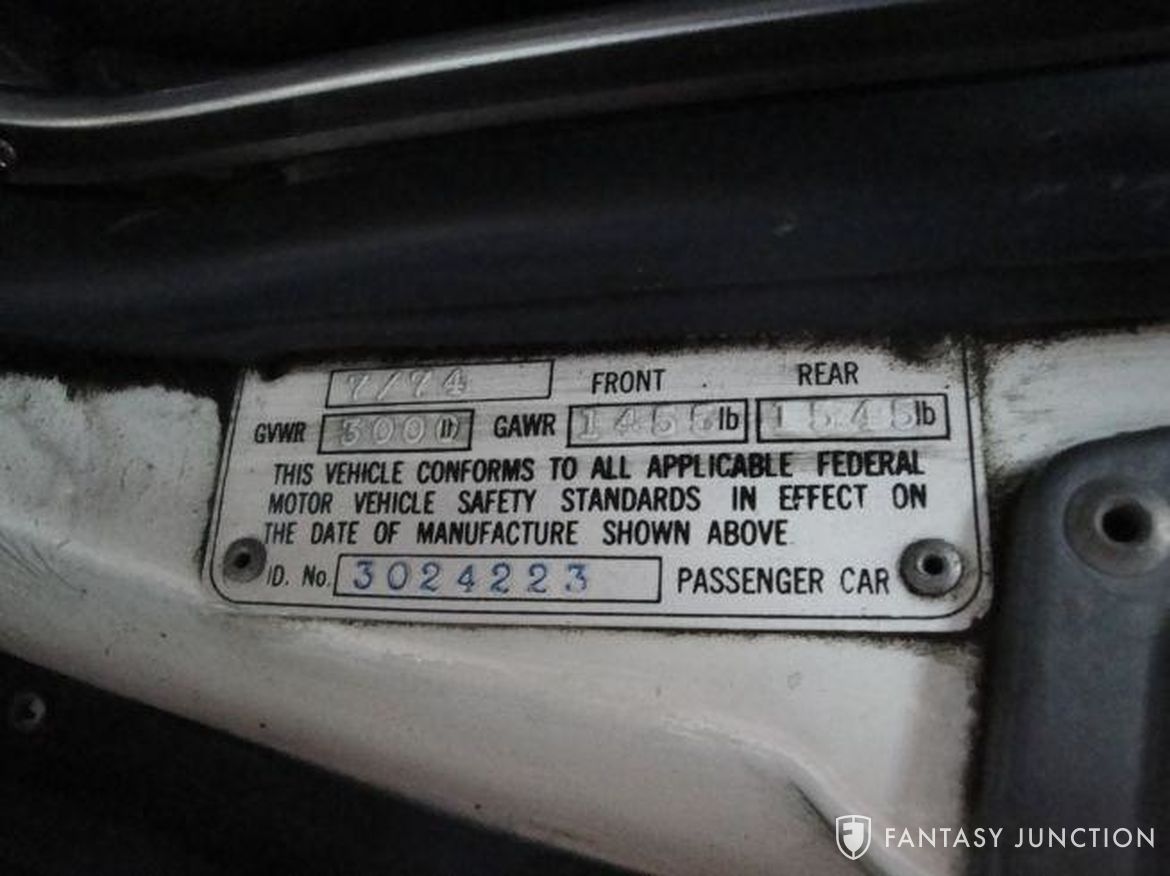 7/74 FRONT REAR
GVWR 3000 lb GAWR 1455 lb 1545 lb
THIS VEHICLE CONFORMS TO ALL APPLICABLE FEDERAL
MOTOR VEHICLE SAFETY STANDARDS IN EFFECT ON
THE DATE OF MANUFACTURE SHOWN ABOVE
ID. No. 3024223 PASSENGER CAR
FANTASY JUNCTION